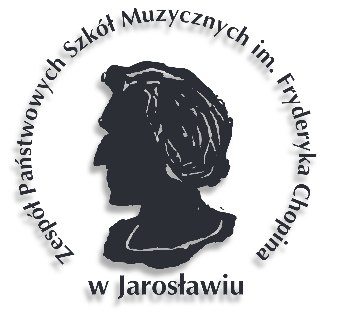 Zespół Państwowych Szkół Muzycznych im. Fryderyka Chopina
w Jarosławiu